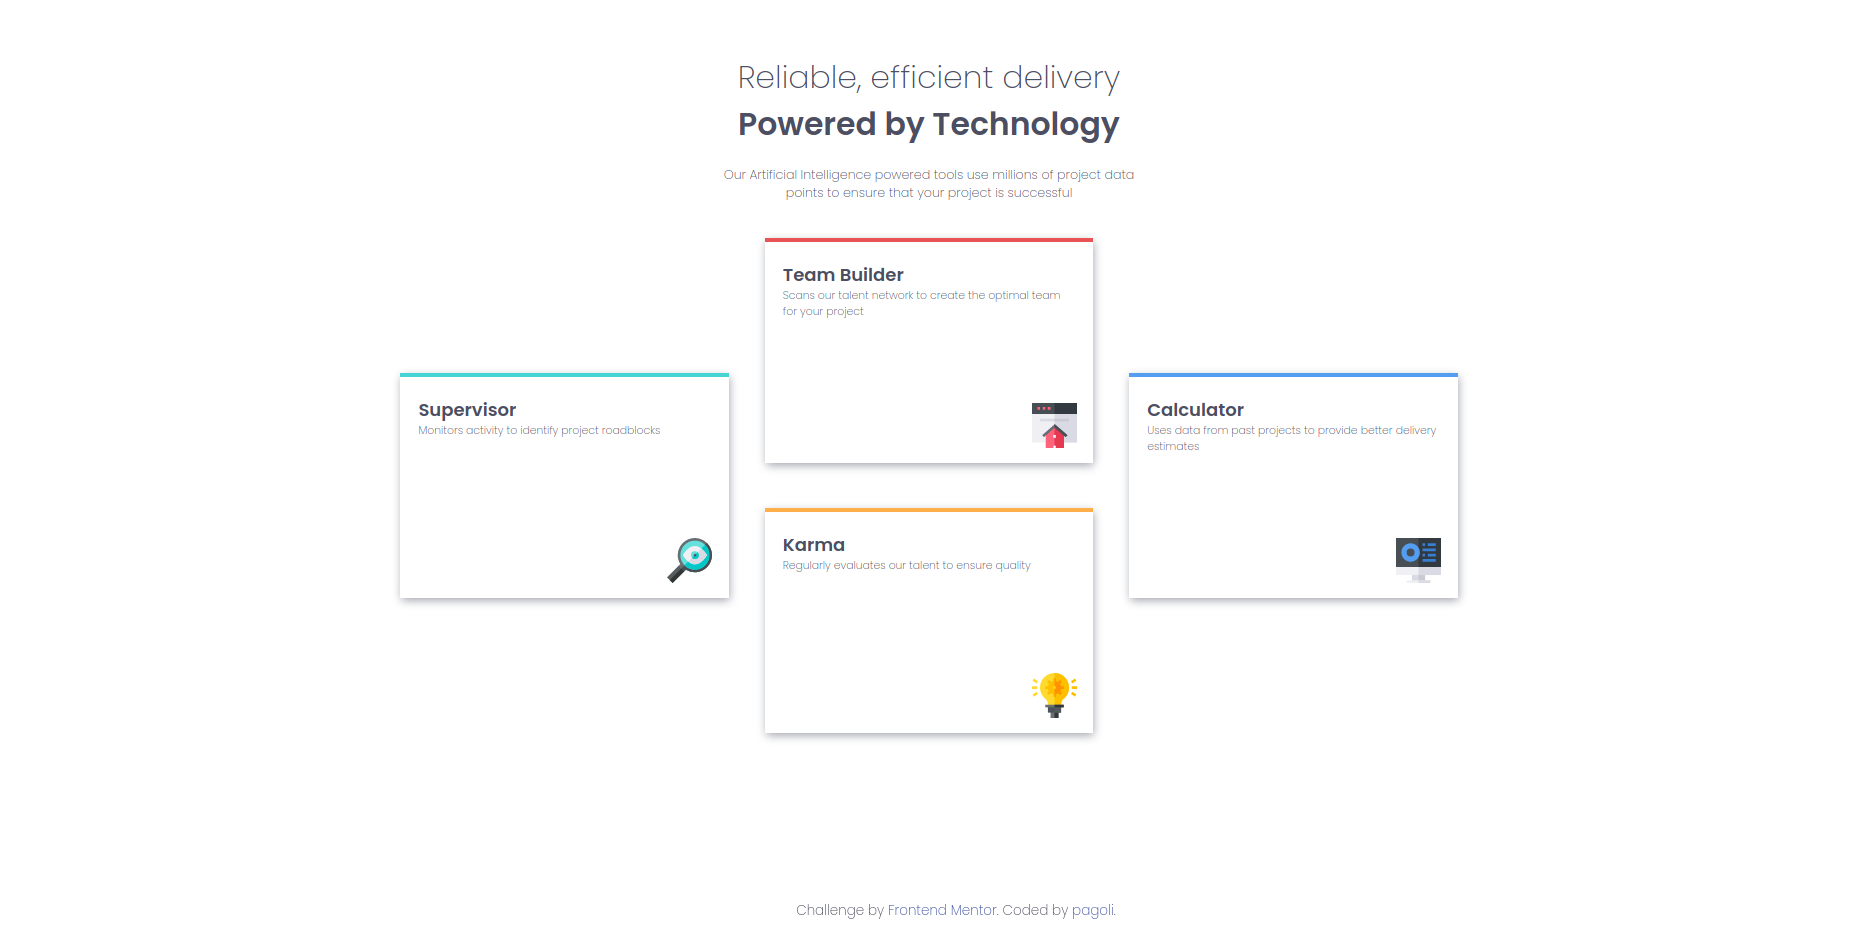 Reliable, efficient delivery
Powered by Technology
Our Artificial Intelligence powered tools use millions of project data
points to ensure that your project is successful
Team Builder
Scans our talent network to create the optimal team
for your project
Supervisor
Monitors activity to identify project roadblocks
Calculator
Uses data from past projects to provide better delivery
estimates
Karma
Regularly evaluates our talent to ensure quality
Challenge by Frontend Mentor. Coded by pagoli.